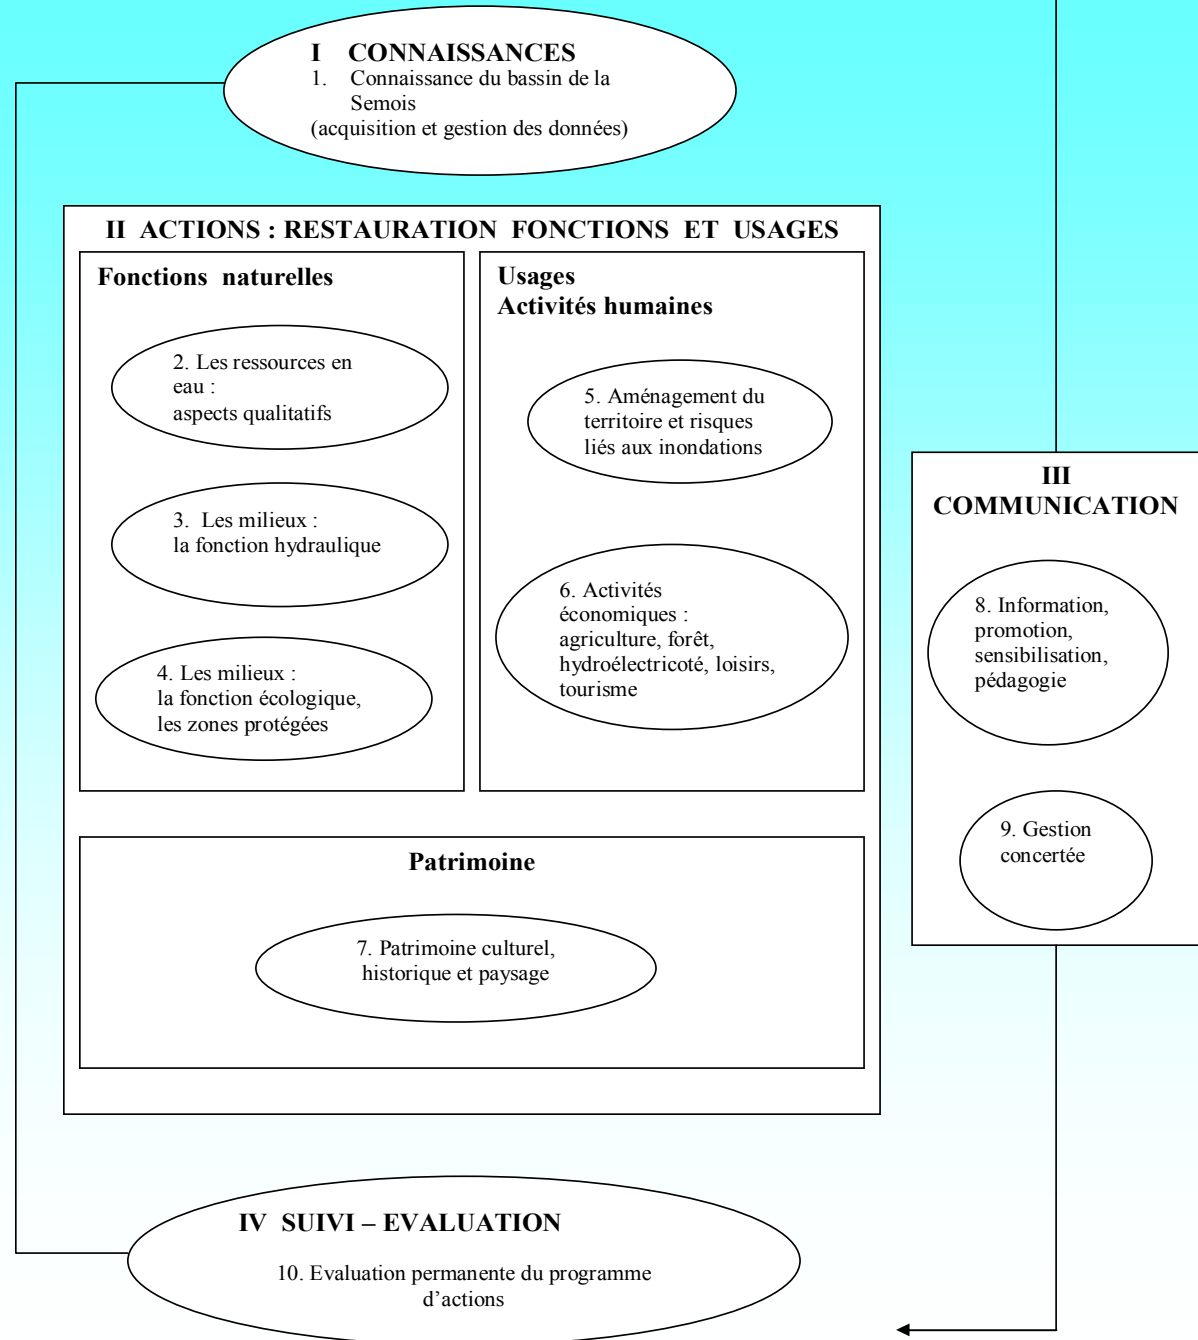 I CONNAISSANCES
1. Connaissance du bassin de la
Semois
(acquisition et gestion des données)
II ACTIONS : RESTAURATION FONCTIONS ET USAGES
Fonctions naturelles
2. Les ressources en
eau :
aspects qualitatifs
3. Les milieux :
la fonction hydraulique
4. Les milieux :
la fonction écologique,
les zones protégées
Usages
Activités humaines
5. Aménagement du
territoire et risques
liés aux inondations
6. Activités
économiques :
agriculture, forêt,
hydroélectricoté, loisirs,
tourisme
Patrimoine
7. Patrimoine culturel,
historique et paysage
III
COMMUNICATION
8. Information,
promotion,
sensibilisation,
pédagogie
9. Gestion
concertée
IV SUIVI – EVALUATION
10. Evaluation permanente du programme
d’actions